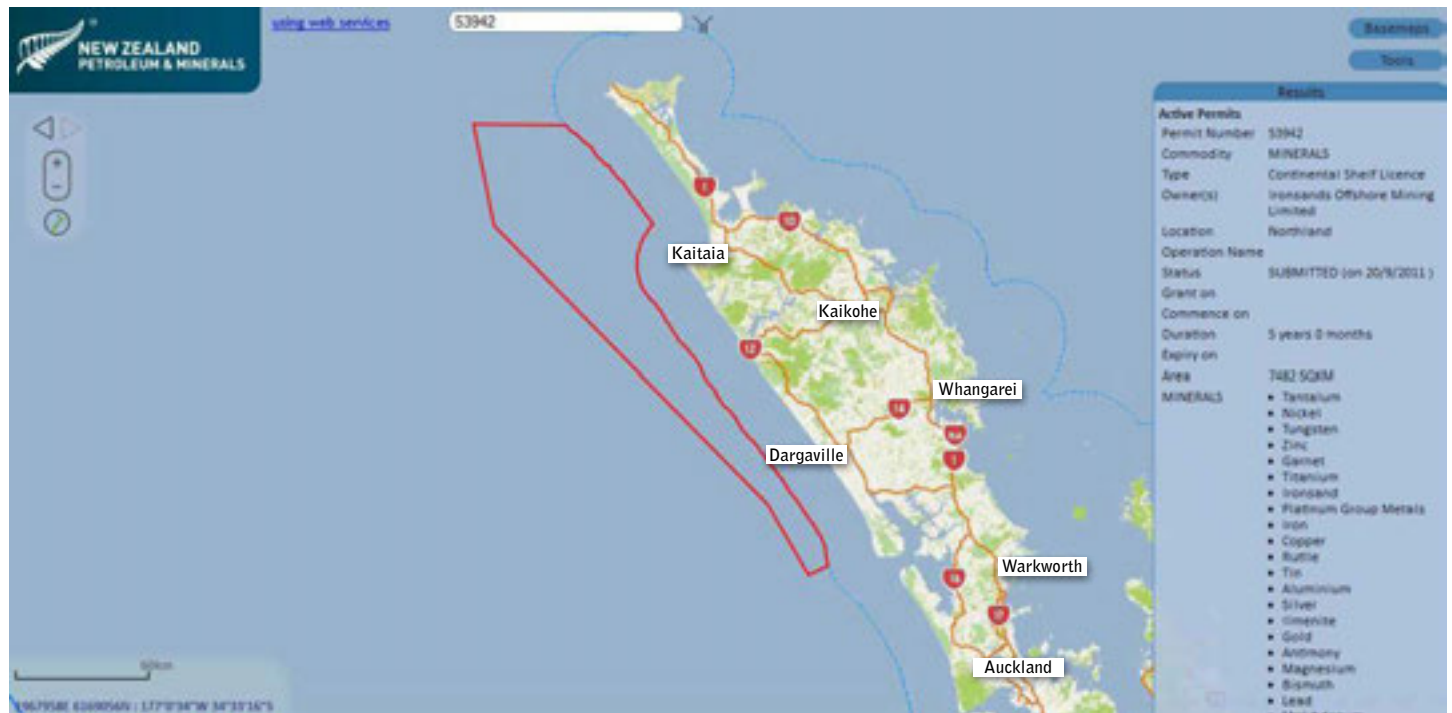 NEW ZEALAND
PETROLEUM & MINERALS
using web services
53942
Basemaps
Tools
Results
Active Permits
Permit Number 53942
Commodity MINERALS
Type Continental Shelf Licence
Owner(s) Ironsands Offshore Mining
Limited
Location Northland
Operation Name
Status SUBMITTED (on 20/9/2011 )
Grant on
Commence on
Duration 5 years 0 months
Expiry on
Area 7482 SQKM
MINERALS
• Tantalum
• Nickel
• Tungsten
• Zinc
• Garnet
• Titanium
• Ironsand
• Platinum Group Metals
• Iron
• Copper
• Rutile
• Tin
• Aluminium
• Silver
• Ilmenite
• Gold
• Antimony
• Magnesium
• Bismuth
• Lead
1
10
Kaitaia
Kaikohe
12
Whangarei
14
Dargaville
1
Warkworth
16
17
Auckland